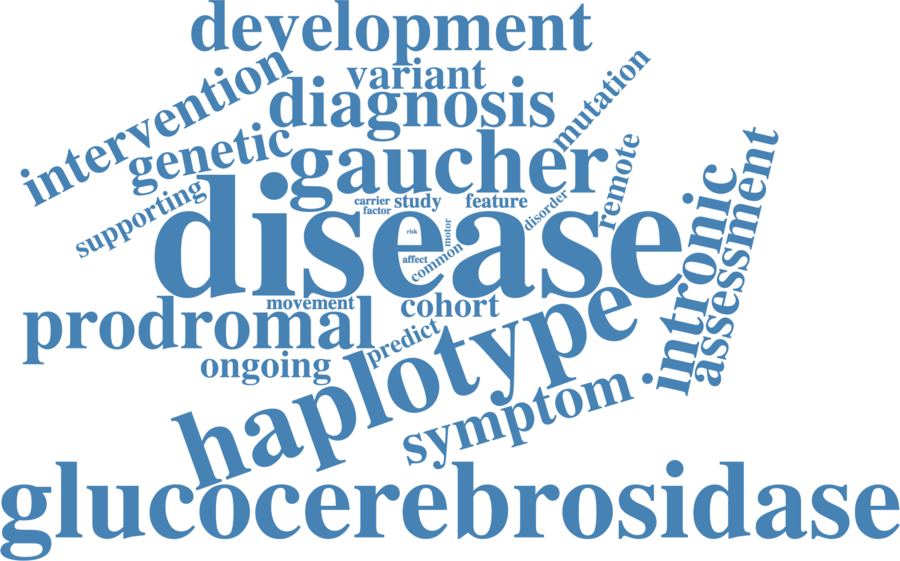 development
variant
intervention
diagnosis
mutation
genetic
gaucher
remote
supporting
disease
carrier
study
feature
disorder
factor
risk
motor
affect
common
intronic
assessment
prodromal
movement
cohort
haplotype
predict
ongoing
symptom
glucocerebrosidase